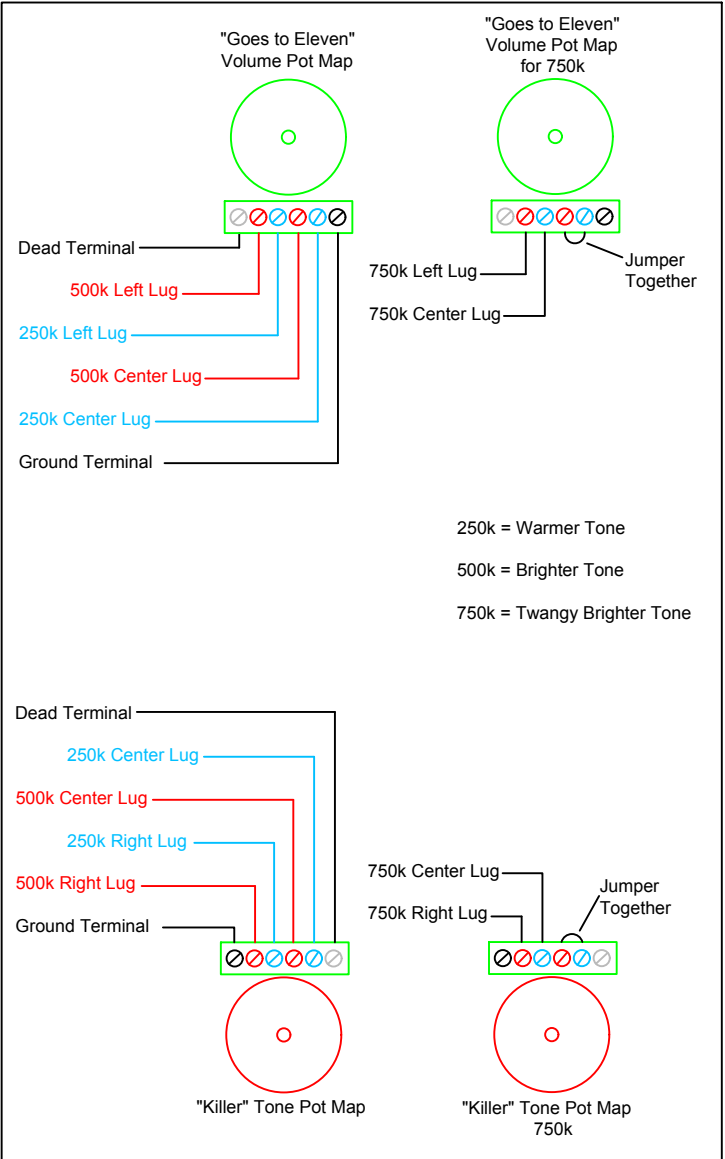 "Goes to Eleven"
Volume Pot Map
"Goes to Eleven"
Volume Pot Map
for 750k
Dead Terminal
500k Left Lug
250k Left Lug
500k Center Lug
250k Center Lug
Ground Terminal
750k Left Lug
750k Center Lug
Jumper
Together
250k = Warmer Tone
500k = Brighter Tone
750k = Twangy Brighter Tone
Dead Terminal
250k Center Lug
500k Center Lug
250k Right Lug
500k Right Lug
Ground Terminal
750k Center Lug
750k Right Lug
Jumper
Together
"Killer" Tone Pot Map
"Killer" Tone Pot Map
750k